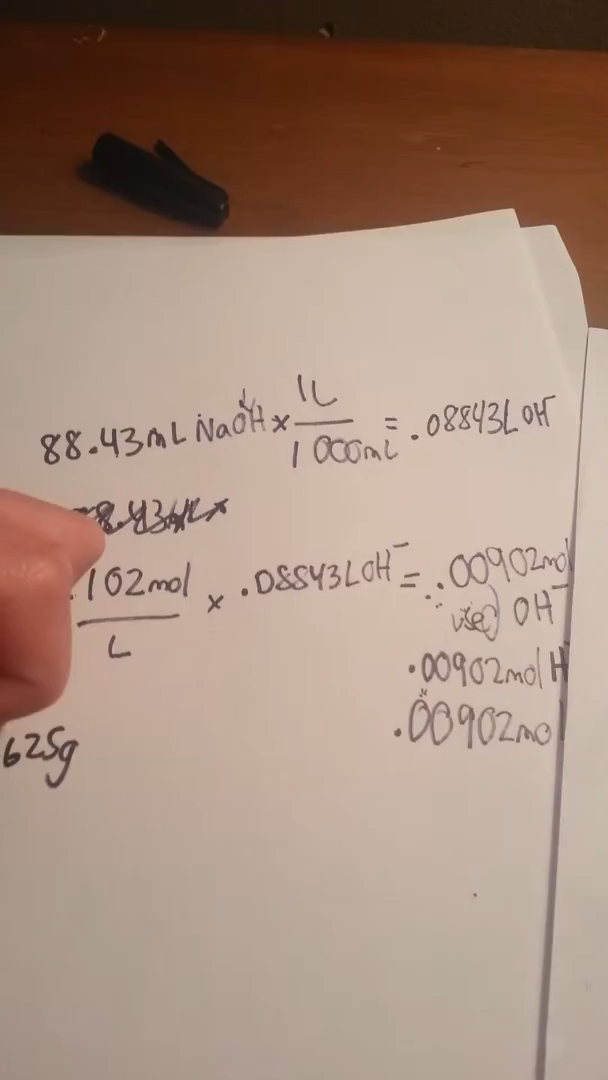 88.43mL NaOH x 1L / 1000mL = .08843L OH
.102mol / L x .08843L OH⁻ = .00902mol OH⁻
used
.00902mol H
.00902mol
625g